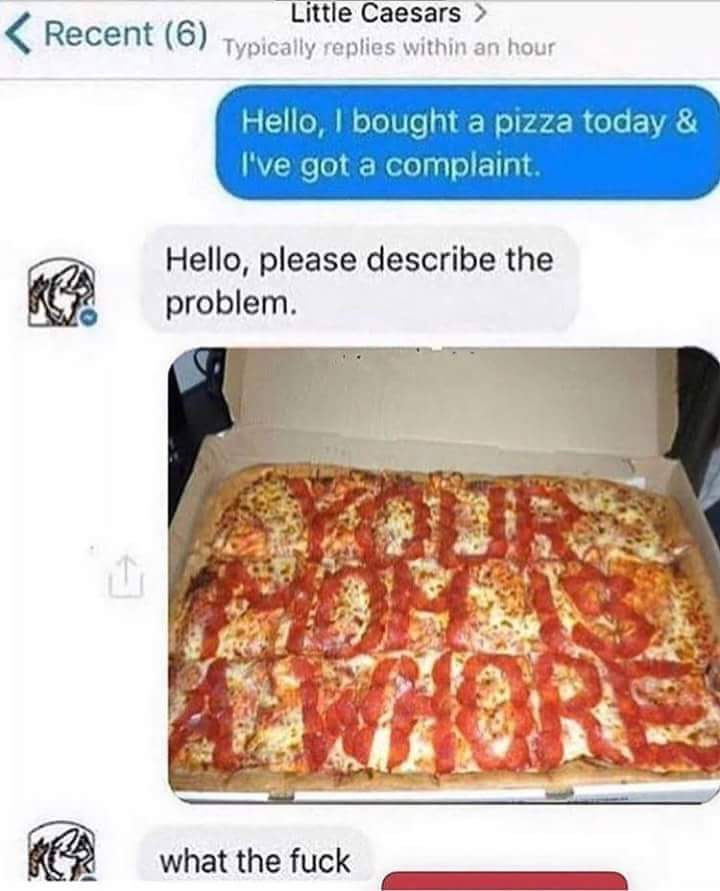 Little Caesars >
Recent (6)
Typically replies within an hour
Hello, I bought a pizza today &
I've got a complaint.
Hello, please describe the
problem.
YOUR
MOM IS
A WHORE
what the fuck